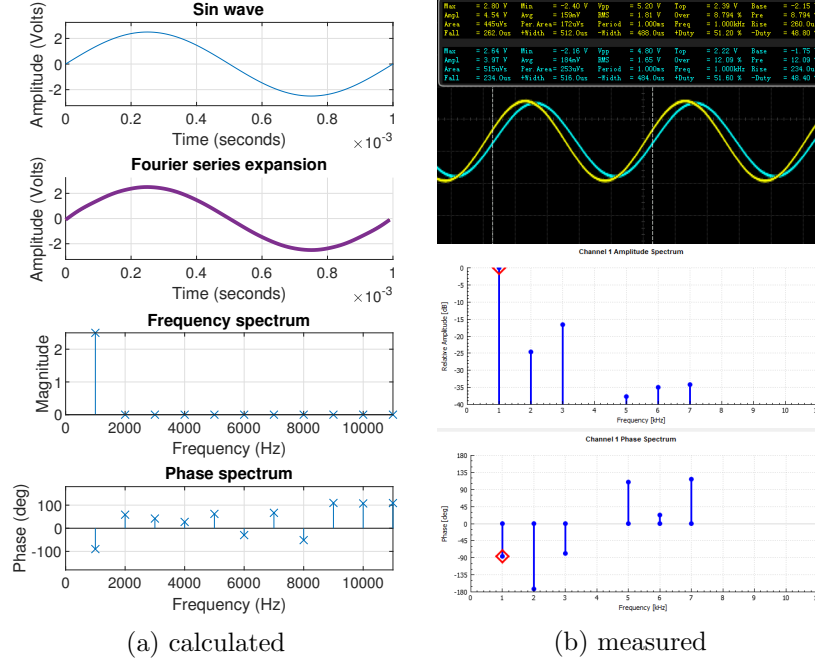 Sin wave
Amplitude (Volts)
2
0
-2
0 0.2 0.4 0.6 0.8 1
Time (seconds)
×10⁻³
Fourier series expansion
Amplitude (Volts)
2
0
-2
0 0.2 0.4 0.6 0.8 1
Time (seconds)
×10⁻³
Frequency spectrum
Magnitude
2
1
0
0 2000 4000 6000 8000 10000
Frequency (Hz)
Phase spectrum
Phase (deg)
100
0
-100
0 2000 4000 6000 8000 10000
Frequency (Hz)
(a) calculated
Max = 2.80 V Min = -2.40 V Vpp = 5.20 V Top = 2.39 V Base = -2.15
Ampl = 4.54 V Avg = 159mV RMS = 1.81 V Over = 8.794 % Pre = 8.794
Area = 445uVs Per Area= 172uVs Period = 1.000ms Freq = 1.000kHz Rise = 260.0
Fall = 262.0us +Width = 512.0us -Width = 488.0us +Duty = 51.20 % -Duty = 48.80
Max = 2.64 V Min = -2.16 V Vpp = 4.80 V Top = 2.22 V Base = -1.75
Ampl = 3.97 V Avg = 184mV RMS = 1.65 V Over = 12.09 % Pre = 12.09
Area = 515uVs Per Area= 253uVs Period = 1.000ms Freq = 1.000kHz Rise = 234.0u
Fall = 234.0us +Width = 516.0us -Width = 484.0us +Duty = 51.60 % -Duty = 48.40
Channel 1 Amplitude Spectrum
Relative Amplitude [dB]
0
-5
-10
-15
-20
-25
-30
-35
-40
0 1 2 3 4 5 6 7 8 9 10 1
Frequency [kHz]
Channel 1 Phase Spectrum
Phase [deg]
180
135
90
45
0
-45
-90
-135
-180
0 1 2 3 4 5 6 7 8 9 10 1
Frequency [kHz]
(b) measured